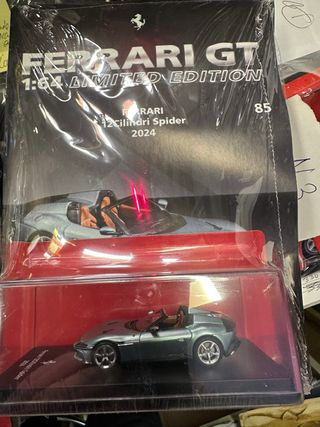 FERRARI GT
1:64 LIMITED EDITION
FERRARI
12Cilindri Spider
2024
85